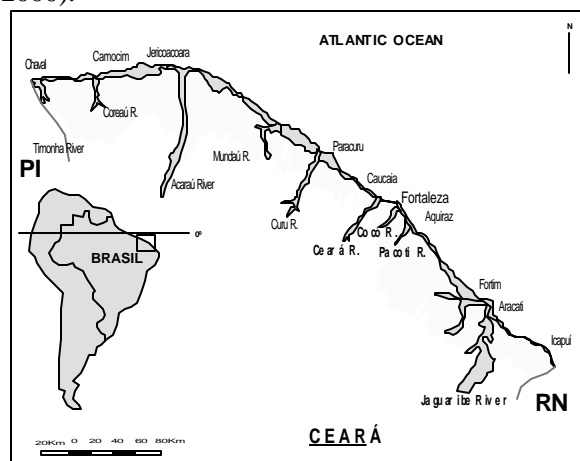 2000).
N
ATLANTIC OCEAN
Jericoacoara
Camocim
Chaval
Coreaú R.
Timonha River
Mundaú R.
Paracuru
PI
Acaraú River
Caucaia
Fortaleza
Curu R.
Cocó R.
Aquiraz
Ceará R.
Pacoti R.
0º
BRASIL
Fortim
Aracati
Icapuí
Jaguaribe River
RN
CEARÁ
20Km 0 20 40 60 80Km